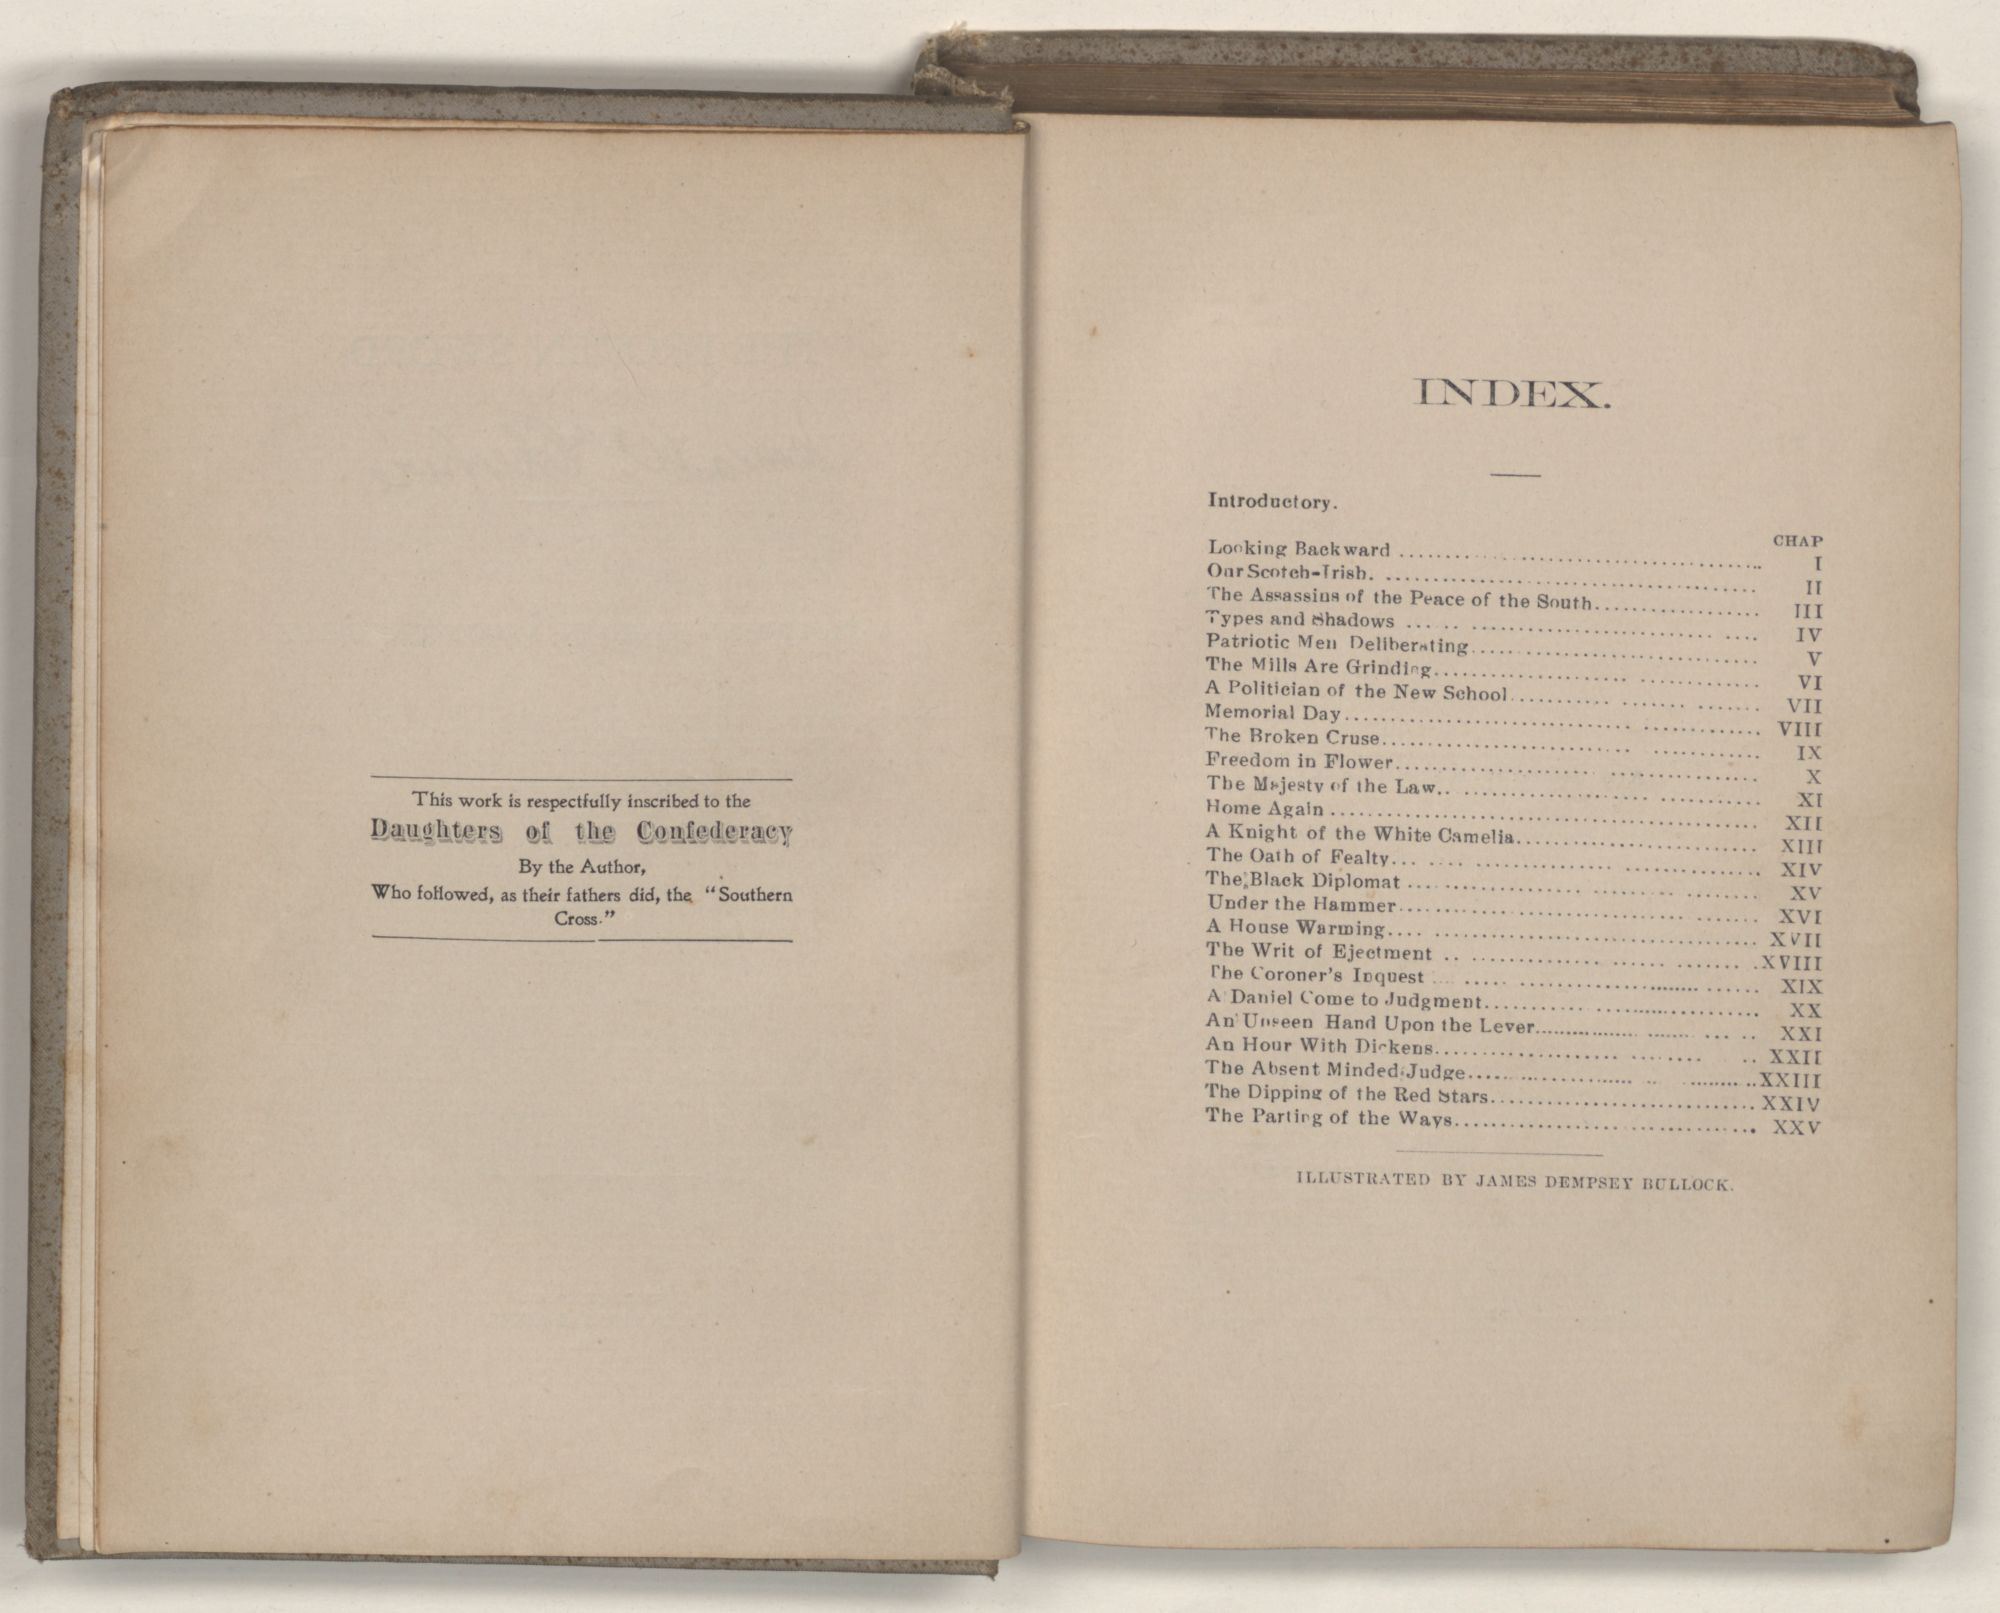 This work is respectfully inscribed to the
Daughters of the Confederacy
By the Author,
Who followed, as their fathers did, the "Southern
Cross."
INDEX.
Introductory.
CHAP
Looking Backward ........................................ I
Our Scotch-Irish. ........................................ II
The Assassins of the Peace of the South.................. III
Types and Shadows ...... .. .......................... .... IV
Patriotic Men Deliberating............................... V
The Mills Are Grinding..................... ............. VI
A Politician of the New School........... ....... ....... VII
Memorial Day............................... ............. VIII
The Broken Cruse........................... ............ IX
Freedom in Flower..................... ................ X
The Majesty of the Law.. ...................... ........... XI
Home Again .............................................. XII
A Knight of the White Camelia.......................... XIII
The Oath of Fealty... .... ................ ............... XIV
The Black Diplomat .... ............... ......... ........ XV
Under the Hammer.... ......................... ....... XVI
A House Warming.... ................................... XVII
The Writ of Ejectment .. .............. ...... ....... .XVIII
The Coroner's Inquest ... ..... ................... ...... XIX
A Daniel Come to Judgment........... .................. XX
An Unseen Hand Upon the Lever................. ....... ... .. XXI
An Hour With Dickens.................... ........ .. XXII
The Absent Minded Judge..... ............... .. ......... ..XXIII
The Dipping of the Red Stars............................. XXIV
The Parting of the Ways................... .............. XXV
ILLUSTRATED BY JAMES DEMPSEY BULLOCK.